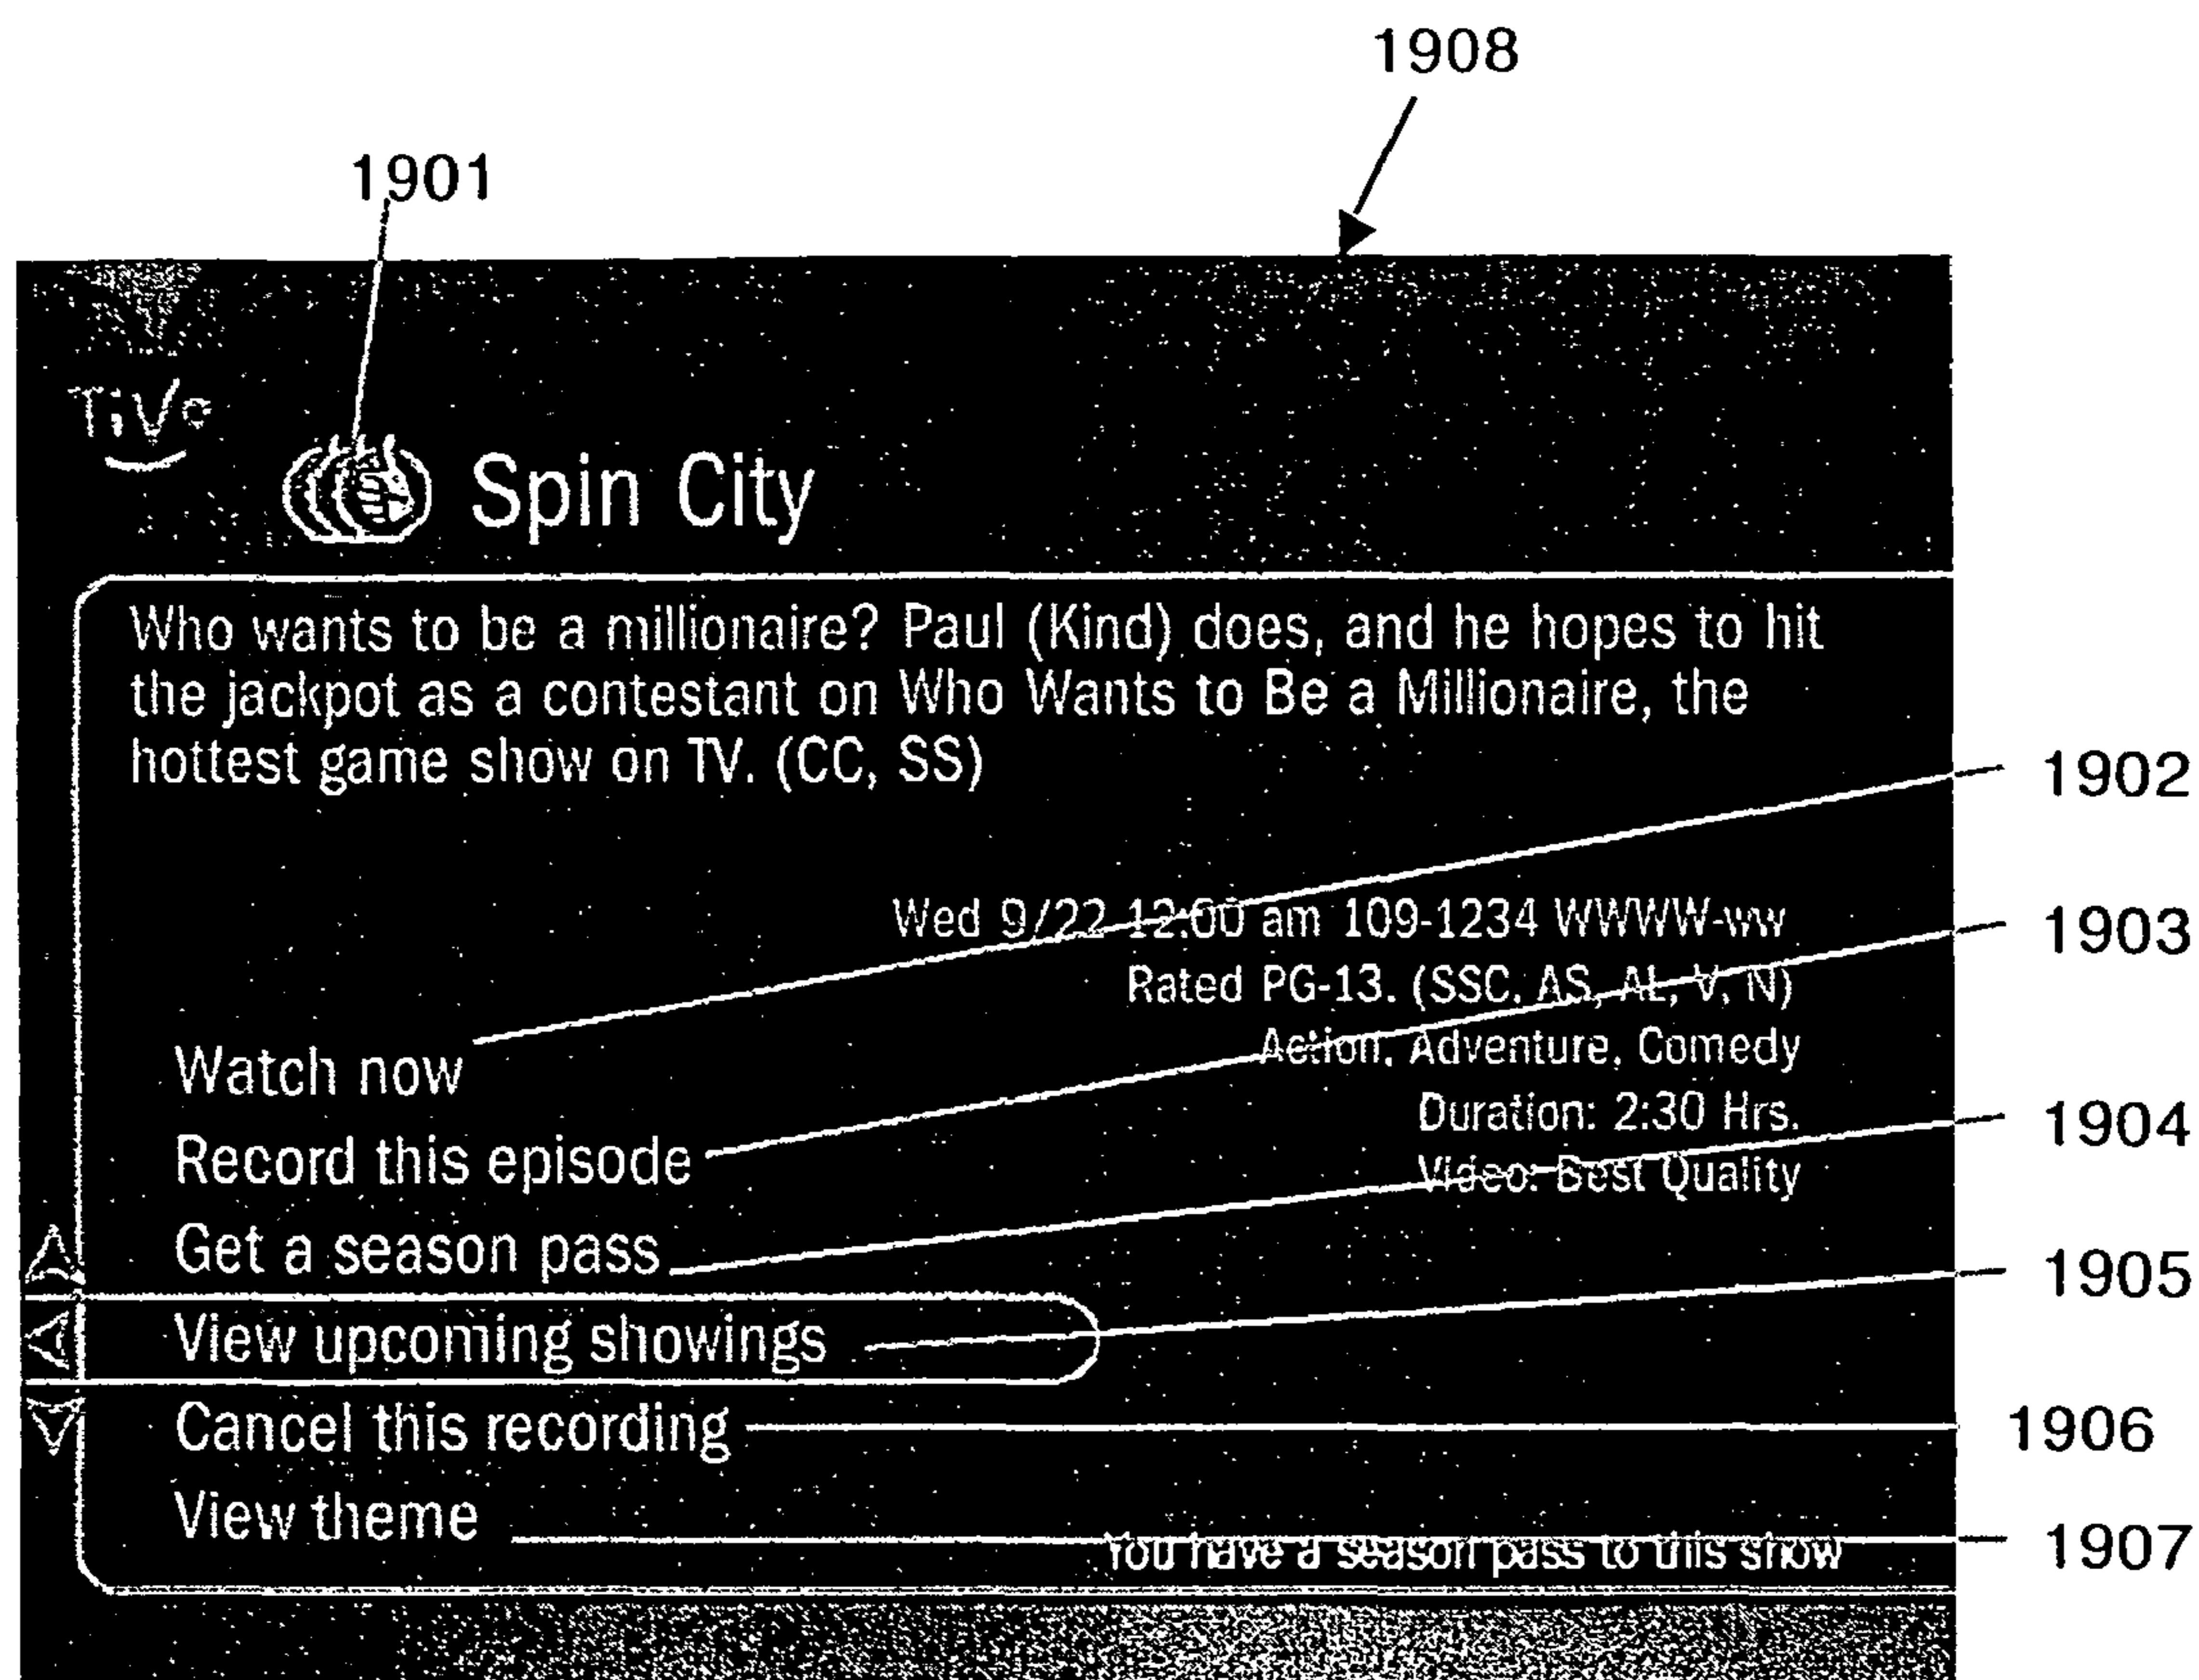 1908
1901
TiVo
Spin City
Who wants to be a millionaire? Paul (Kind) does, and he hopes to hit
the jackpot as a contestant on Who Wants to Be a Millionaire, the
hottest game show on TV. (CC, SS)
1902
Wed 9/22 12:00 am 109-1234 WWWW-ww
1903
Rated PG-13. (SSC, AS, AL, V, N)
Action, Adventure, Comedy
Watch now
Duration: 2:30 Hrs.
1904
Record this episode
Video: Best Quality
Get a season pass
1905
View upcoming showings
Cancel this recording
1906
View theme
You have a season pass to this show
1907